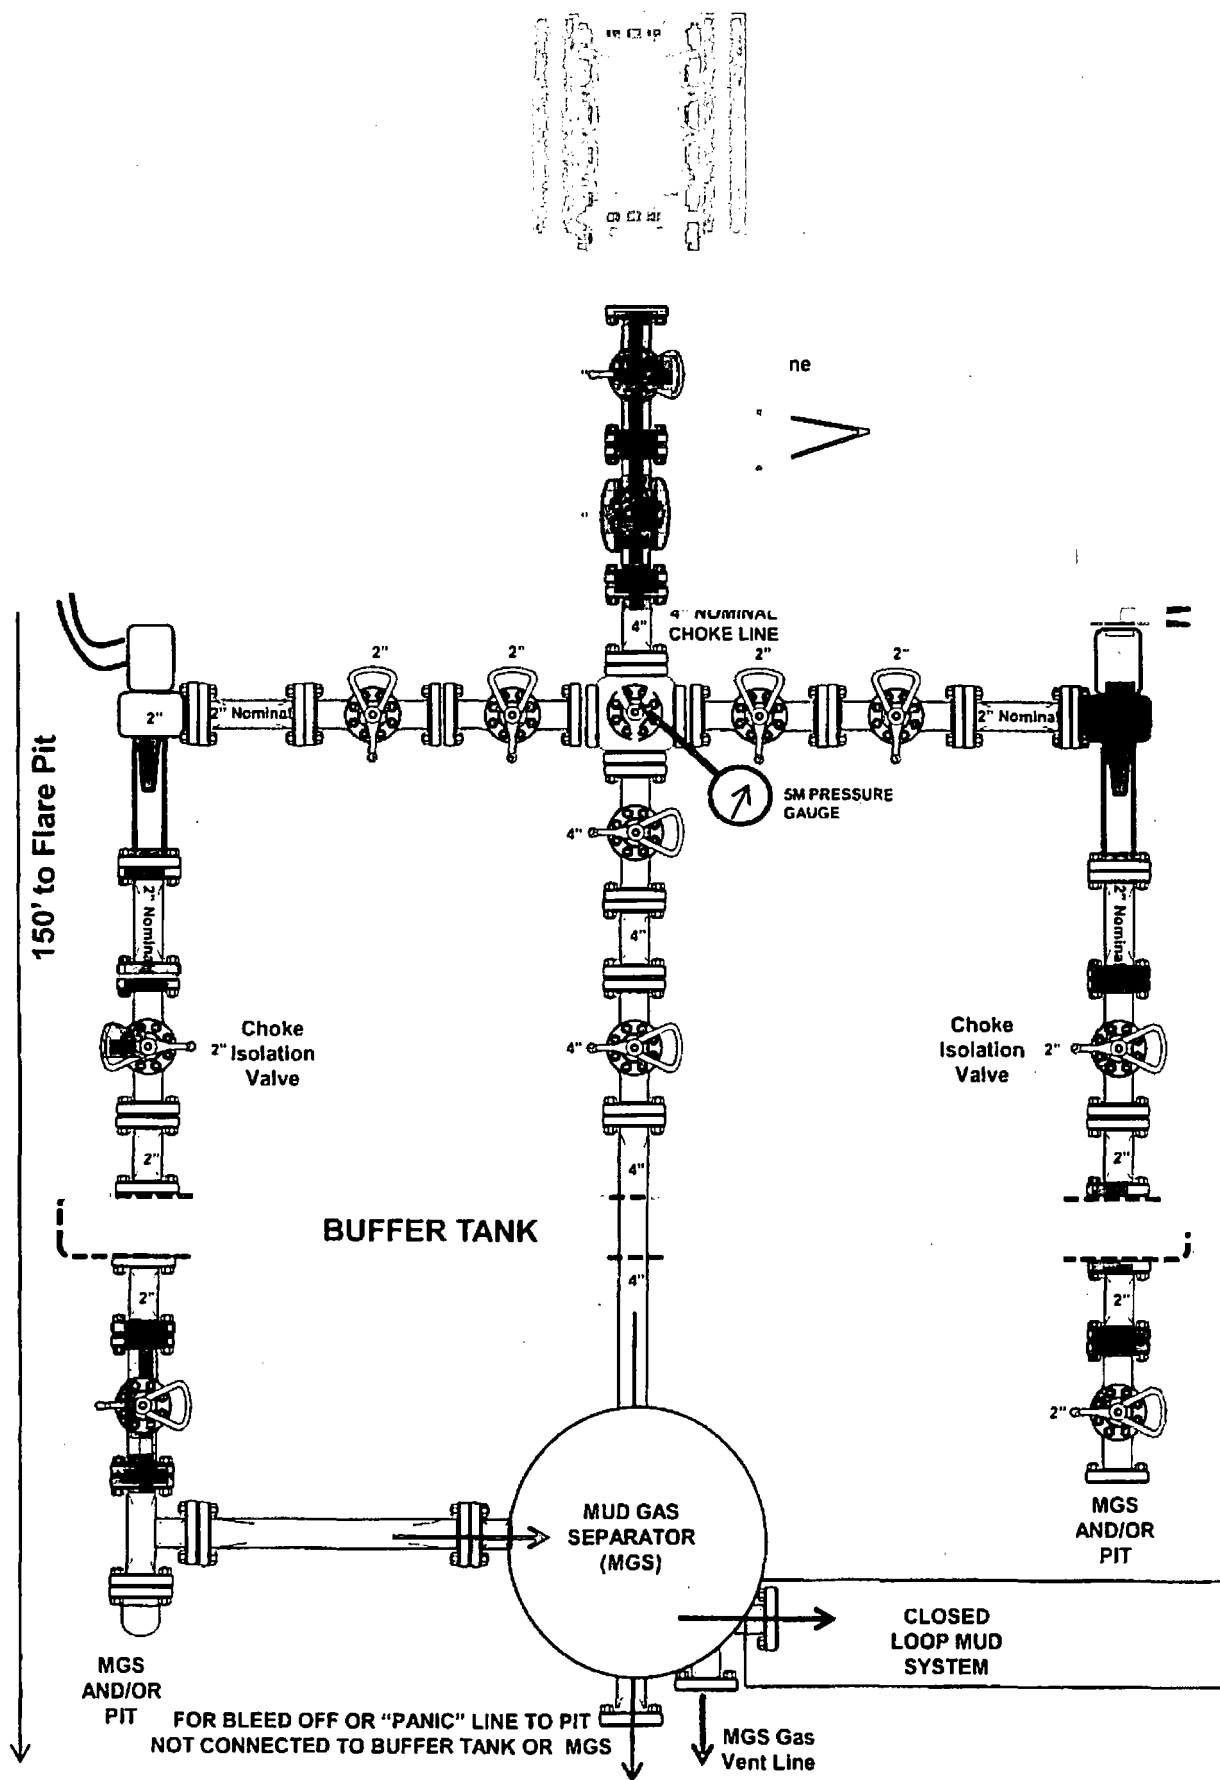 ne
4" NOMINAL
CHOKE LINE
4"
2"
2"
2"
2"
2"
2" Nominal
2" Nominal
5M PRESSURE
GAUGE
4"
150' to Flare Pit
2" Nominal
4"
2" Nominal
Choke
Isolation
Valve
2"
4"
Choke
Isolation
Valve
2"
2"
4"
2"
BUFFER TANK
4"
2"
2"
2"
MUD GAS
SEPARATOR
(MGS)
MGS
AND/OR
PIT
CLOSED
LOOP MUD
SYSTEM
MGS
AND/OR
PIT
FOR BLEED OFF OR “PANIC” LINE TO PIT
NOT CONNECTED TO BUFFER TANK OR MGS
MGS Gas
Vent Line